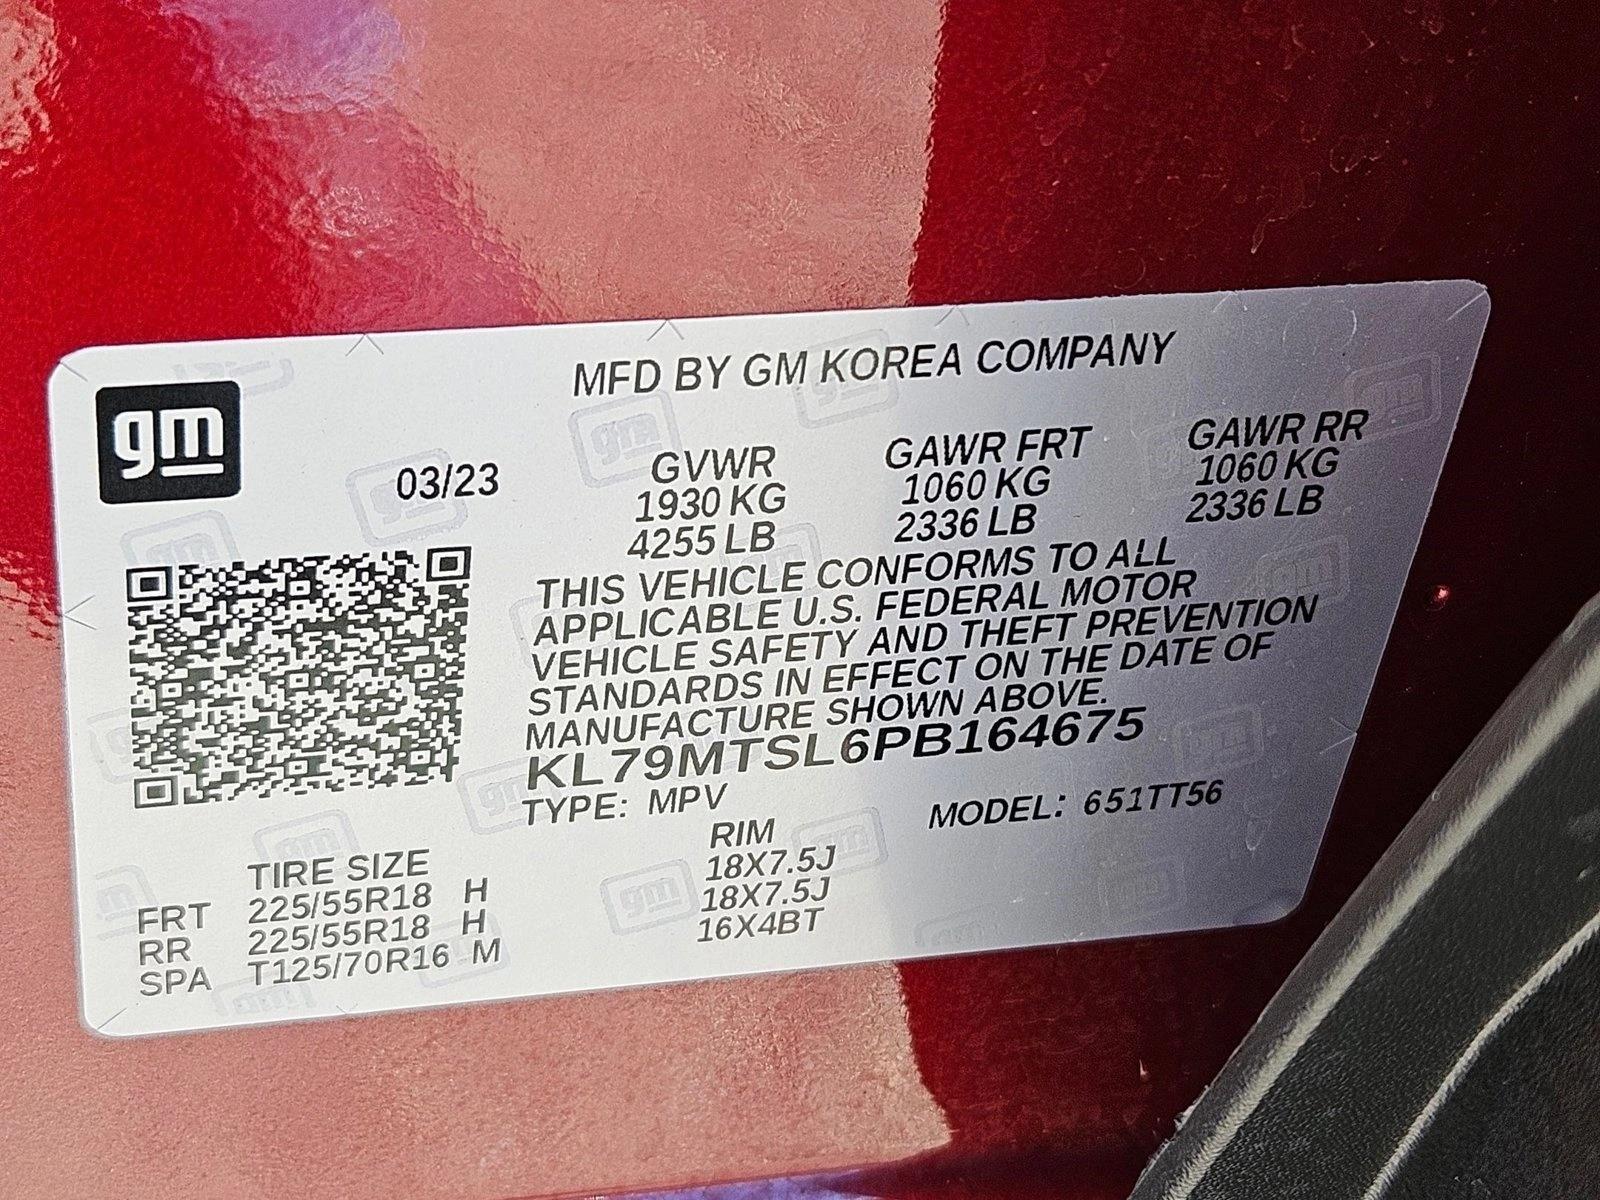 gm
MFD BY GM KOREA COMPANY
03/23
GVWR GAWR FRT GAWR RR
1930 KG 1060 KG 1060 KG
4255 LB 2336 LB 2336 LB
THIS VEHICLE CONFORMS TO ALL
APPLICABLE U.S. FEDERAL MOTOR
VEHICLE SAFETY AND THEFT PREVENTION
STANDARDS IN EFFECT ON THE DATE OF
MANUFACTURE SHOWN ABOVE.
KL79MTSL6PB164675
TYPE: MPV MODEL: 651TT56
TIRE SIZE RIM
FRT 225/55R18 H 18X7.5J
RR 225/55R18 H 18X7.5J
SPA T125/70R16 M 16X4BT